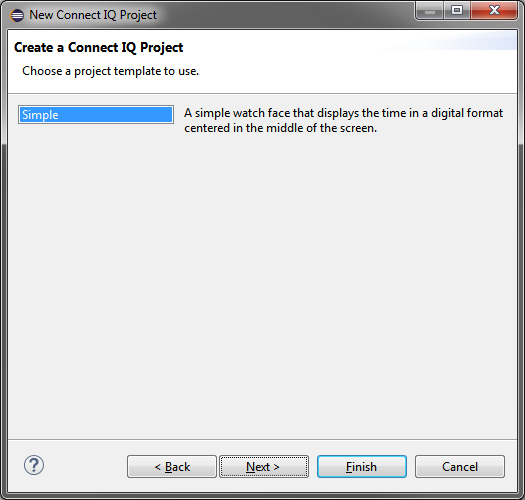 New Connect IQ Project
Create a Connect IQ Project
Choose a project template to use.
Simple
A simple watch face that displays the time in a digital format
centered in the middle of the screen.
?
< Back
Next >
Finish
Cancel